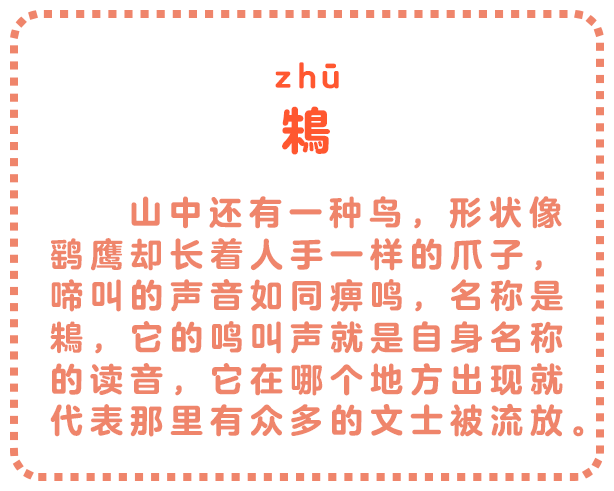 zhū
鴸
山中还有一种鸟，形状像
鹞鹰却长着人手一样的爪子，
啼叫的声音如同痹鸣，名称是
鴸，它的鸣叫声就是自身名称
的读音，它在哪个地方出现就
代表那里有众多的文士被流放。